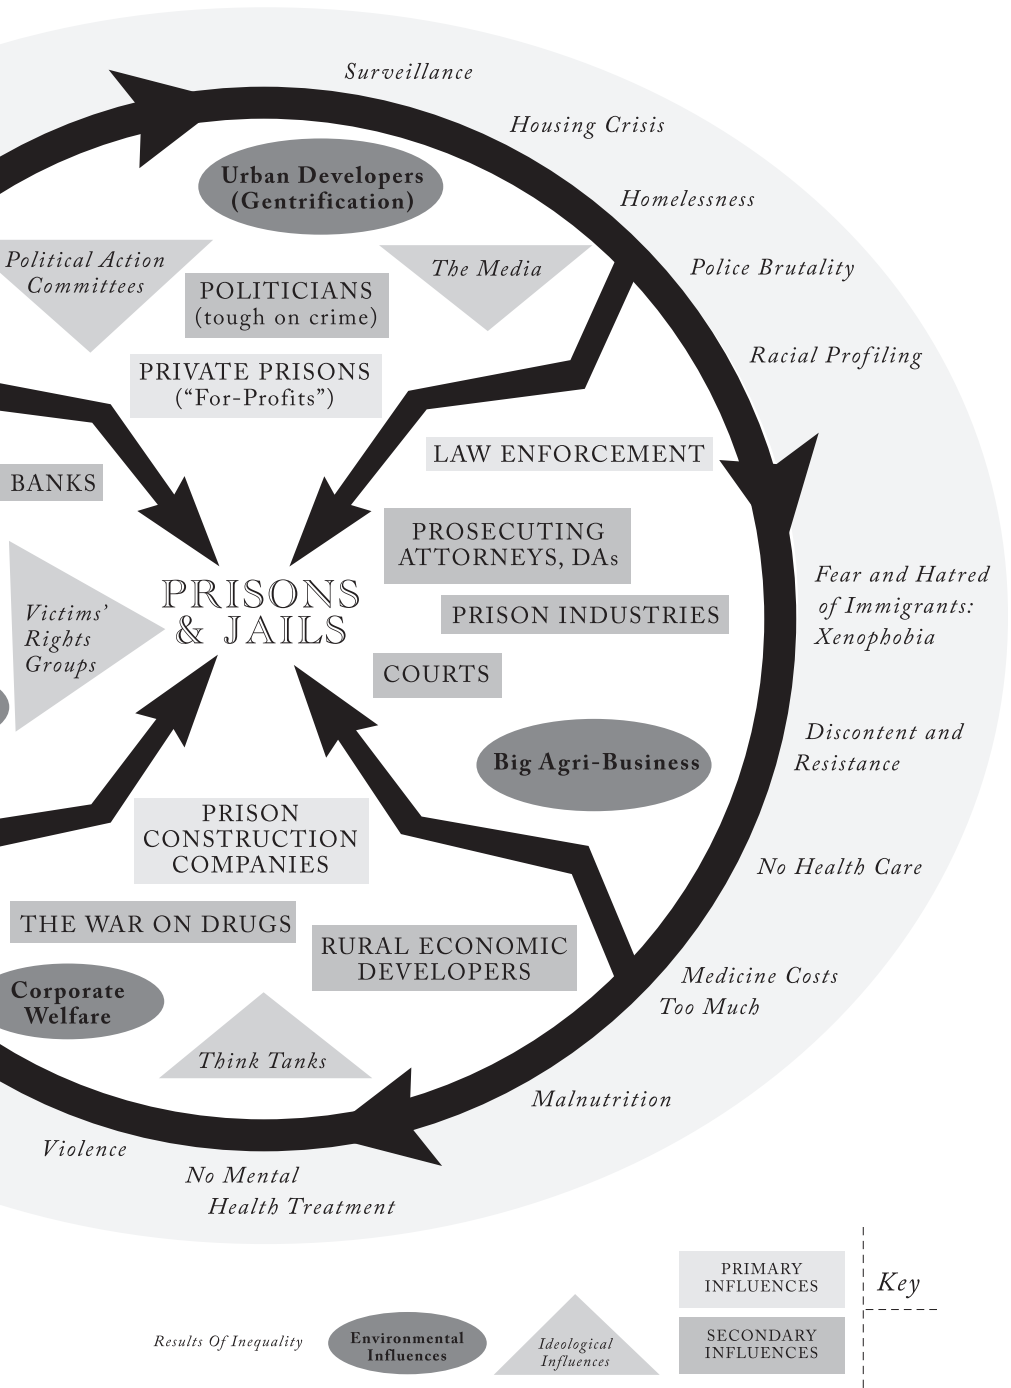 Surveillance
Housing Crisis
Urban Developers
(Gentrification)
Homelessness
Political Action
Committees
The Media
Police Brutality
POLITICIANS
(tough on crime)
Racial Profiling
PRIVATE PRISONS
(“For-Profits”)
LAW ENFORCEMENT
BANKS
PROSECUTING
ATTORNEYS, DAs
Fear and Hatred
of Immigrants:
Xenophobia
PRISONS
& JAILS
Victims’
Rights
Groups
PRISON INDUSTRIES
COURTS
Discontent and
Resistance
Big Agri-Business
PRISON
CONSTRUCTION
COMPANIES
No Health Care
THE WAR ON DRUGS
RURAL ECONOMIC
DEVELOPERS
Medicine Costs
Too Much
Corporate
Welfare
Think Tanks
Malnutrition
Violence
No Mental
Health Treatment
PRIMARY
INFLUENCES
Key
Results Of Inequality
Environmental
Influences
Ideological
Influences
SECONDARY
INFLUENCES